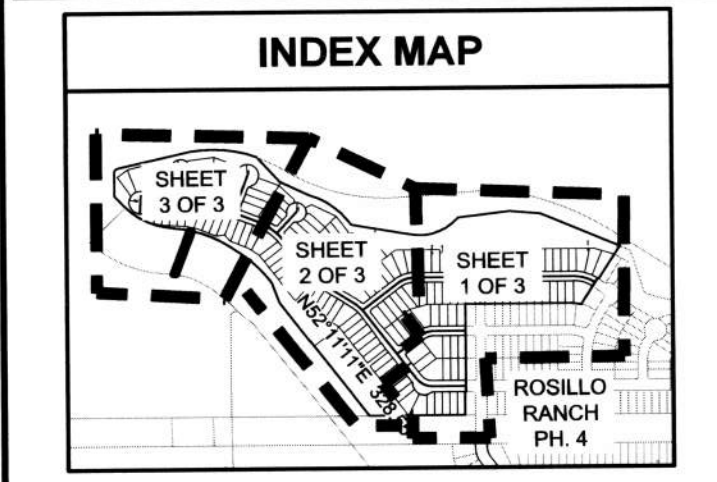 INDEX MAP
SHEET
3 OF 3
SHEET
2 OF 3
SHEET
1 OF 3
N52°11'11"E 328.
ROSILLO
RANCH
PH. 4